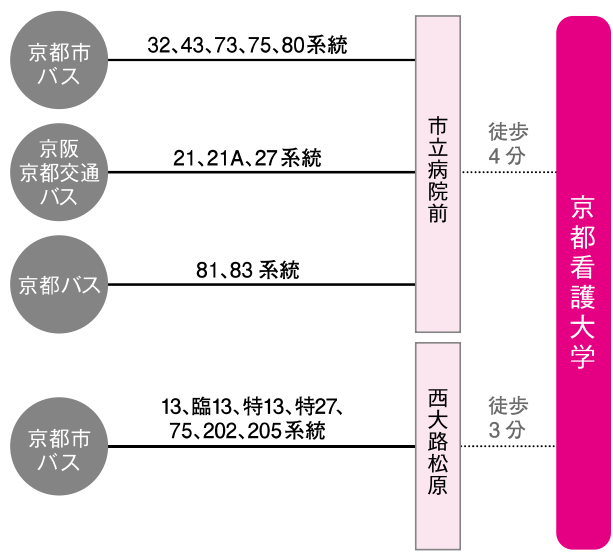 京都市
バス
32、43、73、75、80系統
京阪
京都交通
バス
21、21A、27系統
京都バス
81、83系統
市立病院前
徒歩
4分
京都市
バス
13、臨13、特13、特27、
75、202、205系統
西大路松原
徒歩
3分
京都看護大学